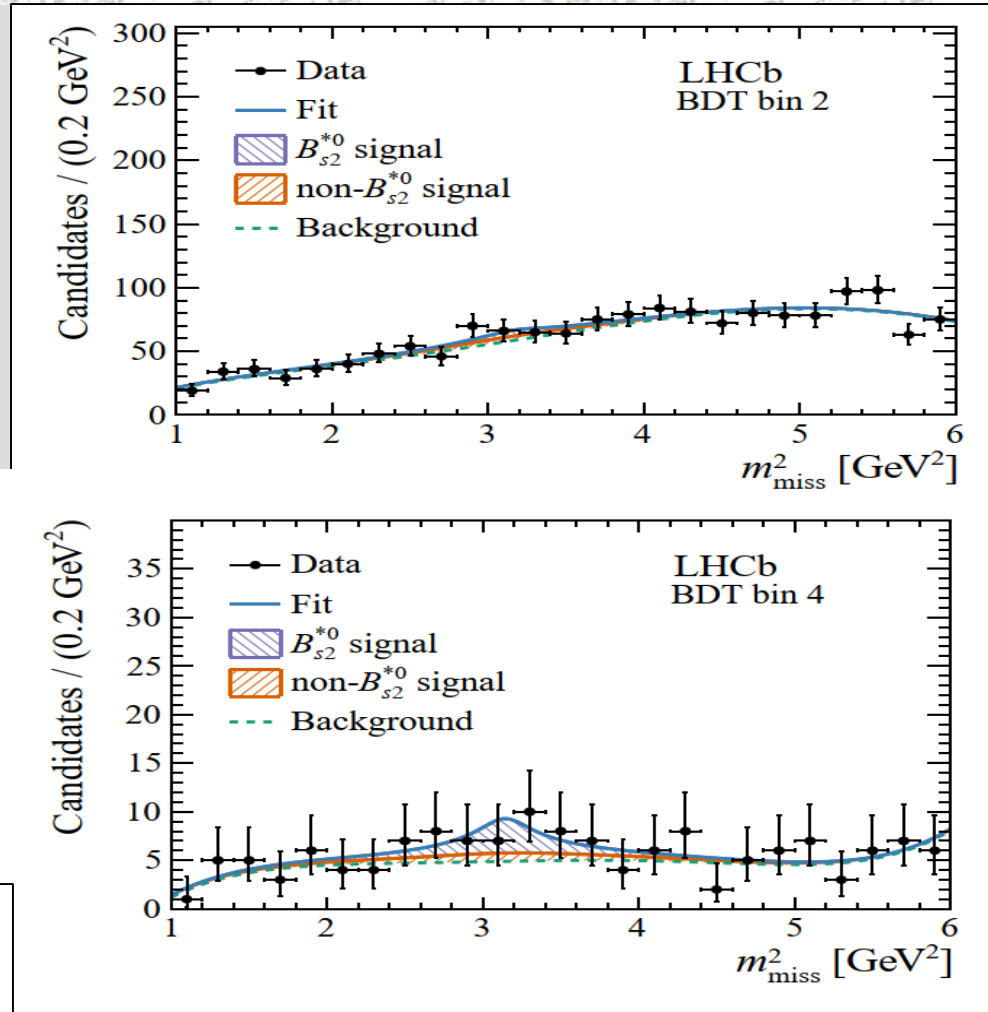 Candidates / (0.2 GeV²)
300
250
200
150
100
50
0
Data
Fit
B*⁰ₛ₂ signal
non-B*⁰ₛ₂ signal
Background
LHCb
BDT bin 2
1 2 3 4 5 6
m²miss [GeV²]
Candidates / (0.2 GeV²)
35
30
25
20
15
10
5
0
Data
Fit
B*⁰ₛ₂ signal
non-B*⁰ₛ₂ signal
Background
LHCb
BDT bin 4
1 2 3 4 5 6
m²miss [GeV²]